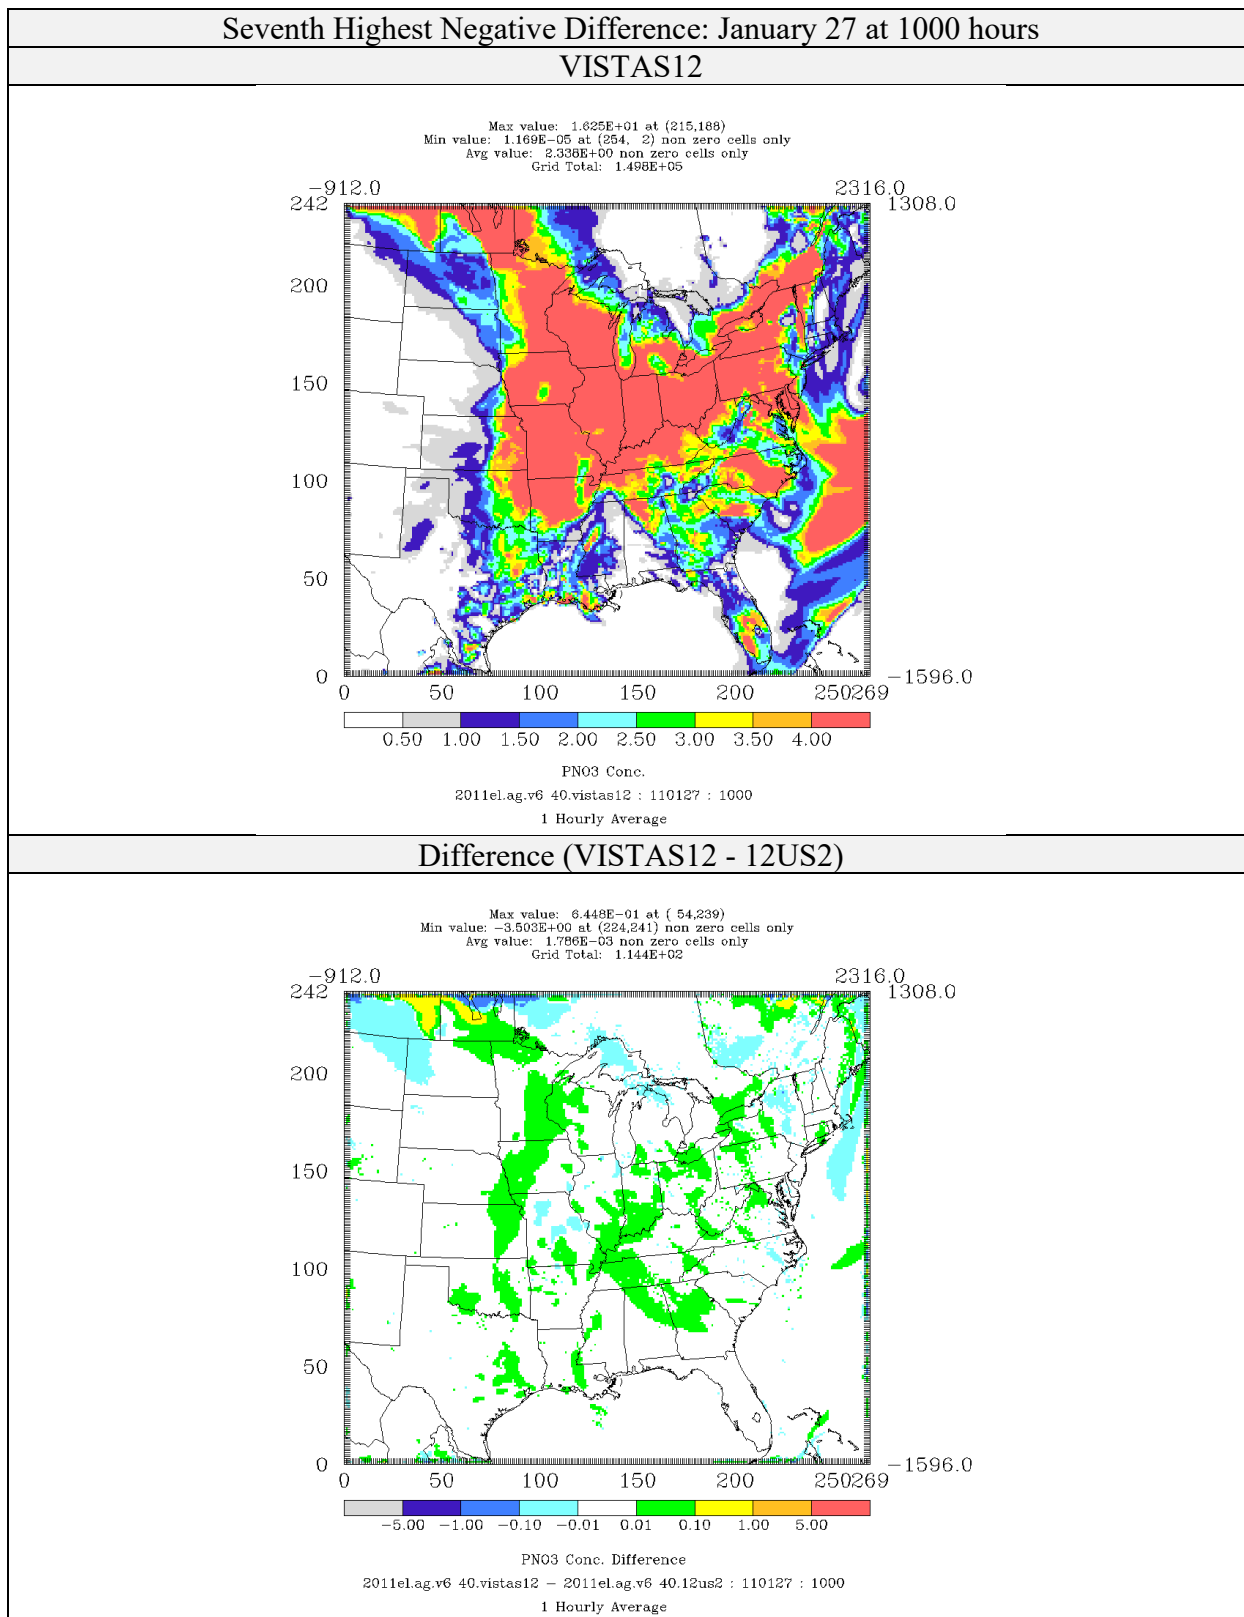 Seventh Highest Negative Difference: January 27 at 1000 hours
VISTAS12
Max value: 1.625E+01 at (215,188)
Min value: 1.169E-05 at (254, 2) non zero cells only
Avg value: 2.338E+00 non zero cells only
Grid Total: 1.498E+05
-912.0 2316.0
242 1308.0
200
150
100
50
0 -1596.0
0 50 100 150 200 250269
0.50 1.00 1.50 2.00 2.50 3.00 3.50 4.00
PNO3 Conc.
2011el.ag.v6 40.vistas12 : 110127 : 1000
1 Hourly Average
Difference (VISTAS12 - 12US2)
Max value: 6.448E-01 at ( 54,239)
Min value: -3.503E+00 at (224,241) non zero cells only
Avg value: 1.786E-03 non zero cells only
Grid Total: 1.144E+02
-912.0 2316.0
242 1308.0
200
150
100
50
0 -1596.0
0 50 100 150 200 250269
-5.00 -1.00 -0.10 -0.01 0.01 0.10 1.00 5.00
PNO3 Conc. Difference
2011el.ag.v6 40.vistas12 - 2011el.ag.v6 40.12us2 : 110127 : 1000
1 Hourly Average